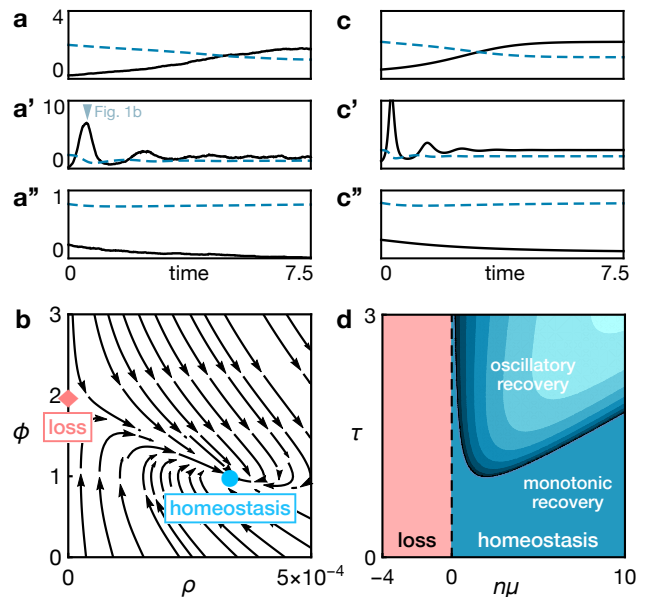 a
4
0
c
a'
10
0
Fig. 1b
c'
a"
1
0
c"
0
time
7.5
0
time
7.5
b
3
2
1
0
ϕ
loss
homeostasis
0
ρ
5×10⁻⁴
d
3
τ
0
oscillatory
recovery
monotonic
recovery
loss
homeostasis
−4
0
nμ
10